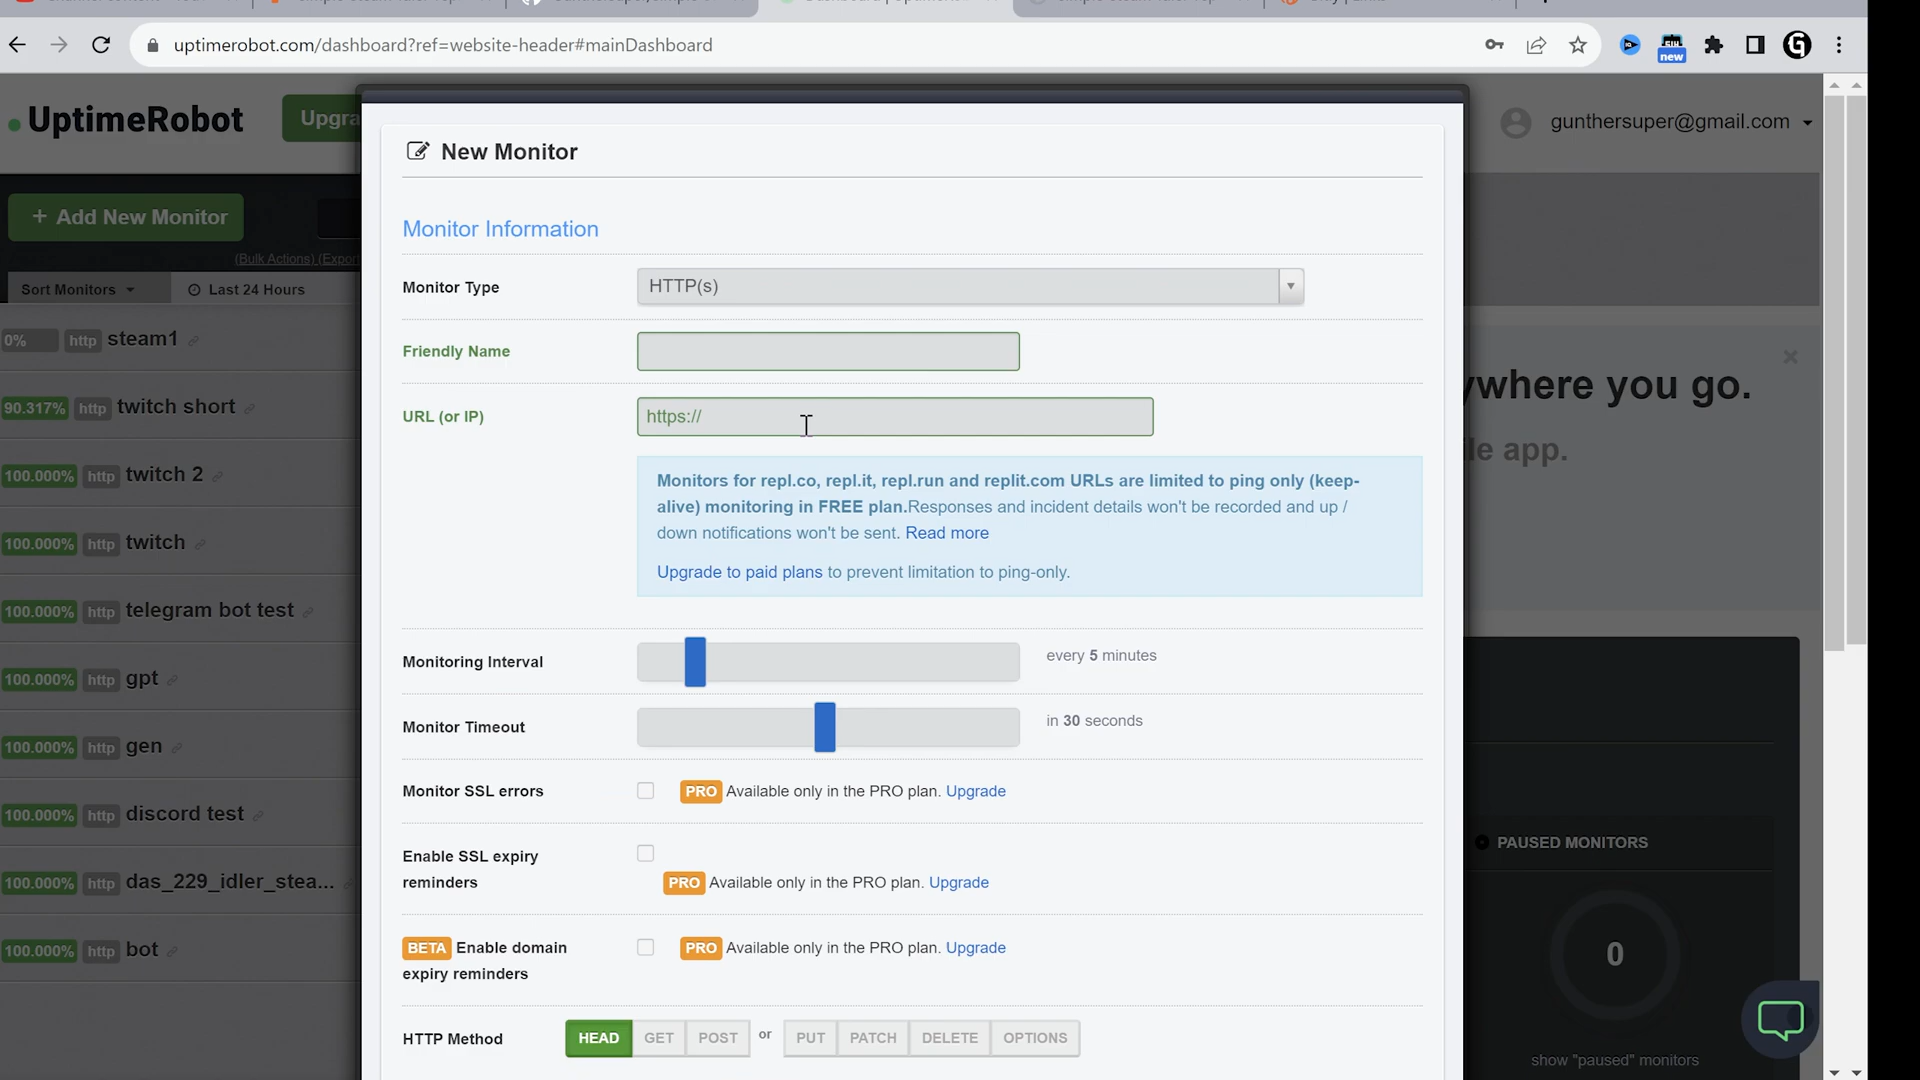 uptimerobot.com/dashboard?ref=website-header#mainDashboard
new
UptimeRobot
Upgra
gunthersuper@gmail.com
New Monitor
+ Add New Monitor
(Bulk Actions) (Export
Sort Monitors
Last 24 Hours
Monitor Information
Monitor Type
HTTP(s)
0% http steam1
Friendly Name
ywhere you go.
90.317% http twitch short
URL (or IP)
https://
le app.
100.000% http twitch 2
Monitors for repl.co, repl.it, repl.run and replit.com URLs are limited to ping only (keep-
alive) monitoring in FREE plan.Responses and incident details won't be recorded and up /
down notifications won't be sent. Read more
Upgrade to paid plans to prevent limitation to ping-only.
100.000% http twitch
100.000% http telegram bot test
100.000% http gpt
Monitoring Interval
every 5 minutes
Monitor Timeout
in 30 seconds
100.000% http gen
Monitor SSL errors
PRO Available only in the PRO plan. Upgrade
100.000% http discord test
Enable SSL expiry
reminders
PRO Available only in the PRO plan. Upgrade
PAUSED MONITORS
100.000% http das_229_idler_stea...
BETA Enable domain
expiry reminders
PRO Available only in the PRO plan. Upgrade
0
100.000% http bot
HTTP Method
HEAD GET POST or PUT PATCH DELETE OPTIONS
show "paused" monitors